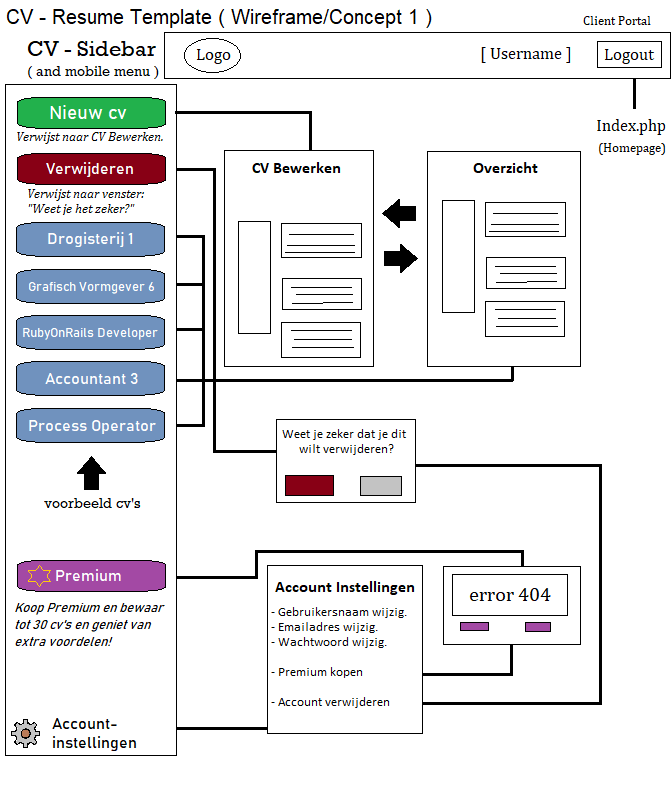 CV - Resume Template ( Wireframe/Concept 1 )
Client Portal
CV - Sidebar
( and mobile menu )
Logo
[ Username ]
Logout
Index.php
(Homepage)
Nieuw cv
Verwijst naar CV Bewerken.
Verwijderen
Verwijst naar venster:
"Weet je het zeker?"
Drogisterij 1
Grafisch Vormgever 6
RubyOnRails Developer
Accountant 3
Process Operator
voorbeeld cv's
Premium
Koop Premium en bewaar
tot 30 cv's en geniet van
extra voordelen!
Account-
instellingen
CV Bewerken
Overzicht
Weet je zeker dat je dit
wilt verwijderen?
Account Instellingen
- Gebruikersnaam wijzig.
- Emailadres wijzig.
- Wachtwoord wijzig.
- Premium kopen
- Account verwijderen
error 404